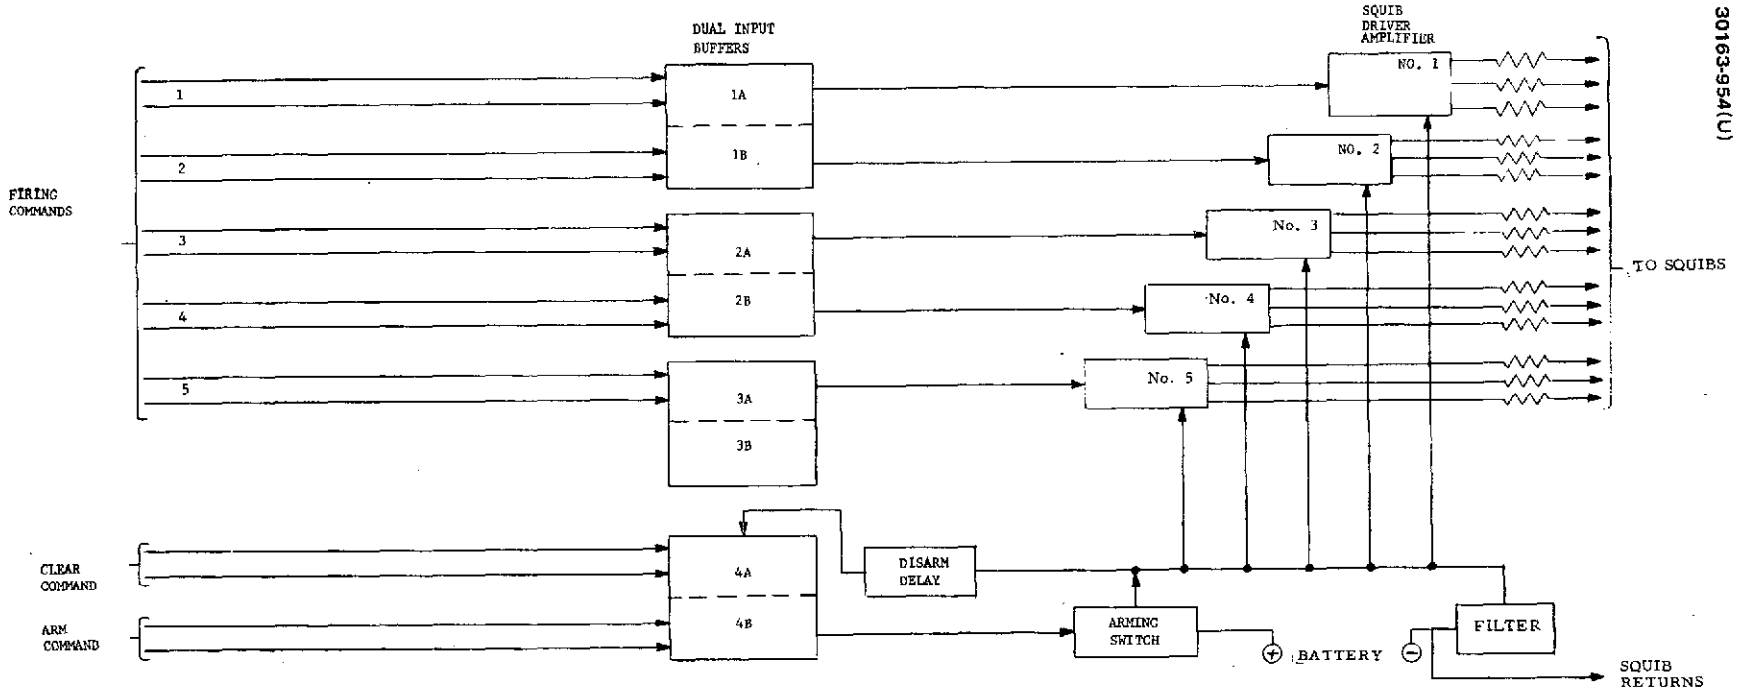 30163-954(U)
SQUIB
DRIVER
AMPLIFIER
DUAL INPUT
BUFFERS
NO. 1
1
1A
2
1B
NO. 2
FIRING
COMMANDS
3
2A
No. 3
TO SQUIBS
2B
No. 4
4
5
3A
No. 5
3B
CLEAR
COMMAND
4A
DISARM
DELAY
ARM
COMMAND
4B
ARMING
SWITCH
FILTER
+ BATTERY −
SQUIB
RETURNS